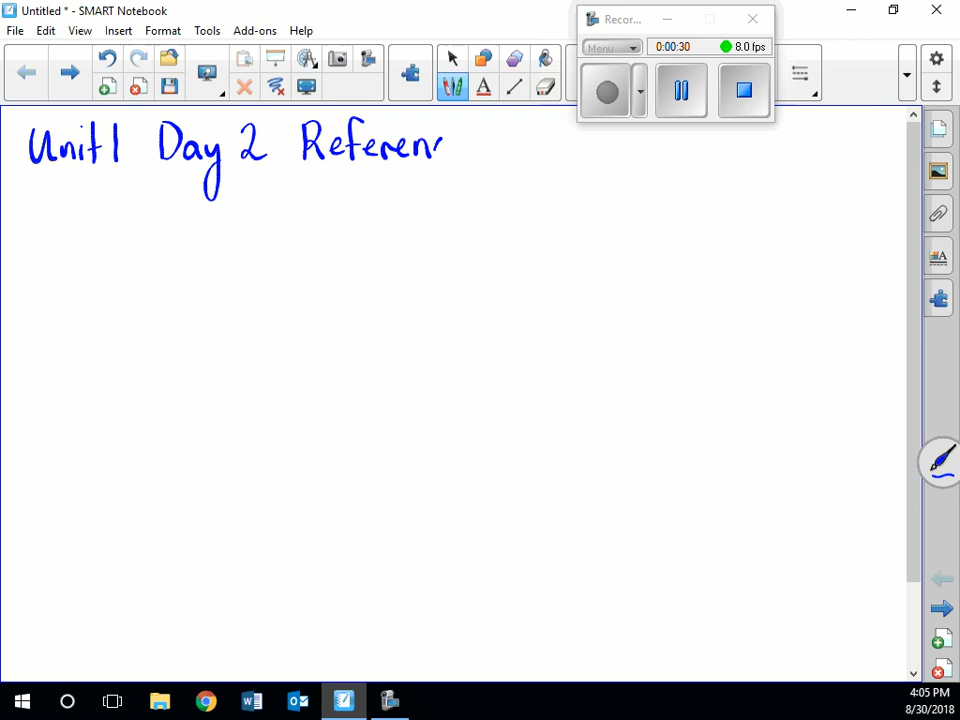 Untitled * - SMART Notebook
File Edit View Insert Format Tools Add-ons Help
Recor...
Menu 0:00:30 8.0 fps
Unit 1 Day 2 Referen
4:05 PM
8/30/2018